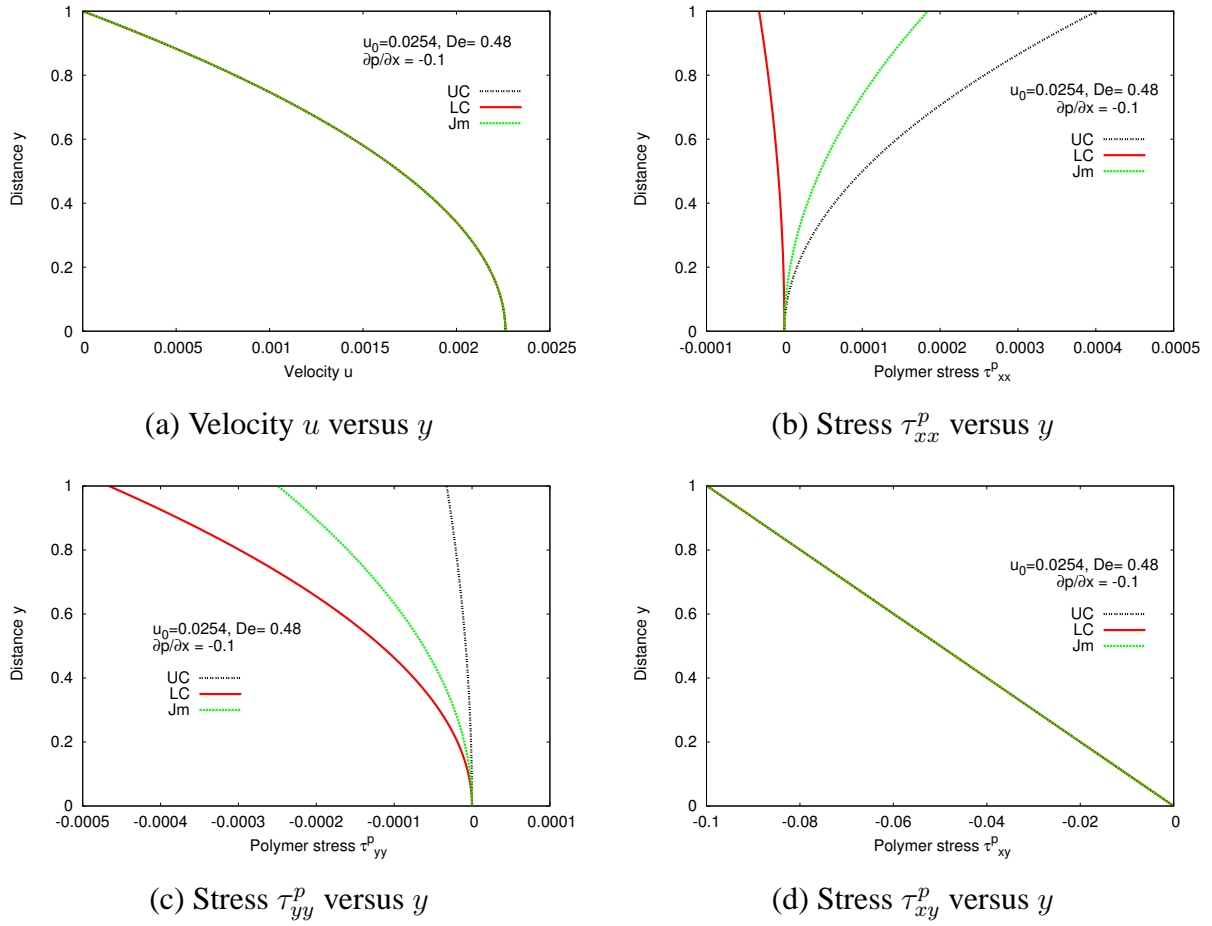 1
0.8
0.6
0.4
0.2
0
Distance y
u0=0.0254, De= 0.48
∂p/∂x = -0.1
UC
LC
Jm
0 0.0005 0.001 0.0015 0.002 0.0025
Velocity u
(a) Velocity u versus y
1
0.8
0.6
0.4
0.2
0
Distance y
u0=0.0254, De= 0.48
∂p/∂x = -0.1
UC
LC
Jm
-0.0001 0 0.0001 0.0002 0.0003 0.0004 0.0005
Polymer stress τ^p_xx
(b) Stress τ^p_xx versus y
1
0.8
0.6
0.4
0.2
0
Distance y
u0=0.0254, De= 0.48
∂p/∂x = -0.1
UC
LC
Jm
-0.0005 -0.0004 -0.0003 -0.0002 -0.0001 0 0.0001
Polymer stress τ^p_yy
(c) Stress τ^p_yy versus y
1
0.8
0.6
0.4
0.2
0
Distance y
u0=0.0254, De= 0.48
∂p/∂x = -0.1
UC
LC
Jm
-0.1 -0.08 -0.06 -0.04 -0.02 0
Polymer stress τ^p_xy
(d) Stress τ^p_xy versus y